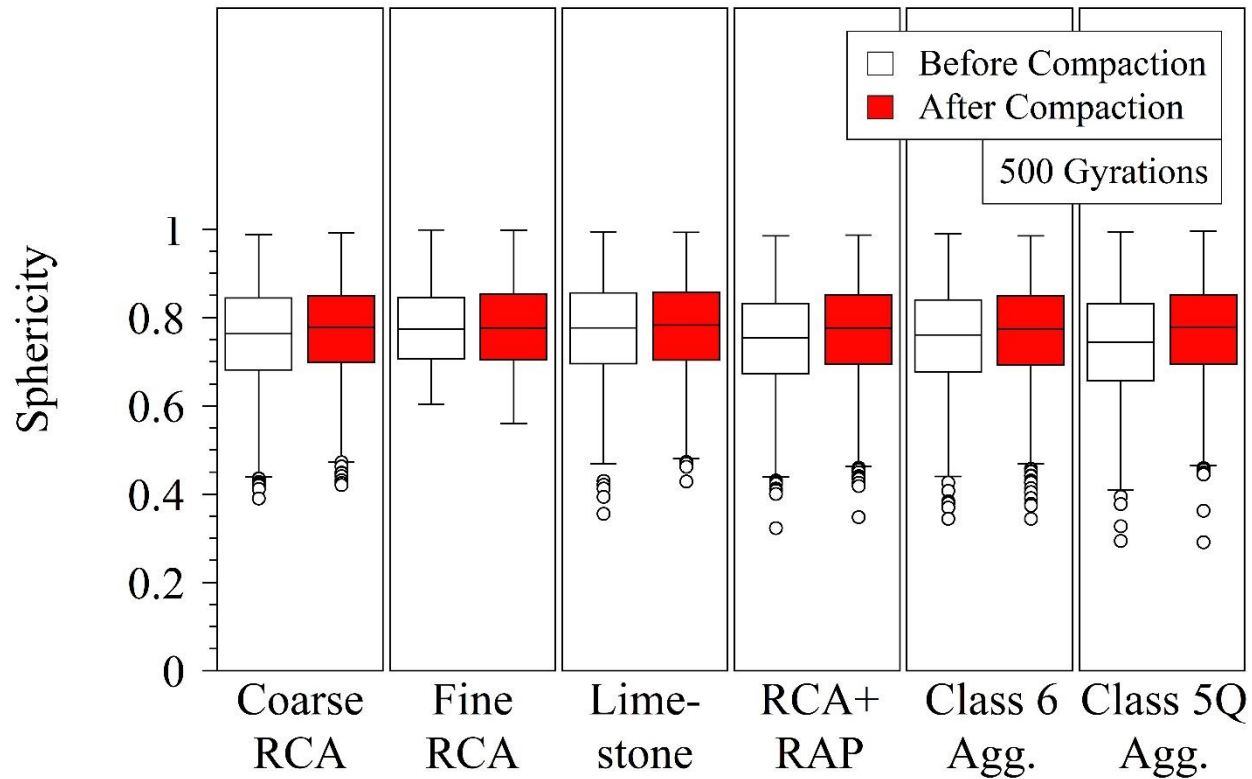 Before Compaction
After Compaction
500 Gyrations
Sphericity
1
0.8
0.6
0.4
0.2
0
Coarse
RCA
Fine
RCA
Lime-
stone
RCA+
RAP
Class 6
Agg.
Class 5Q
Agg.